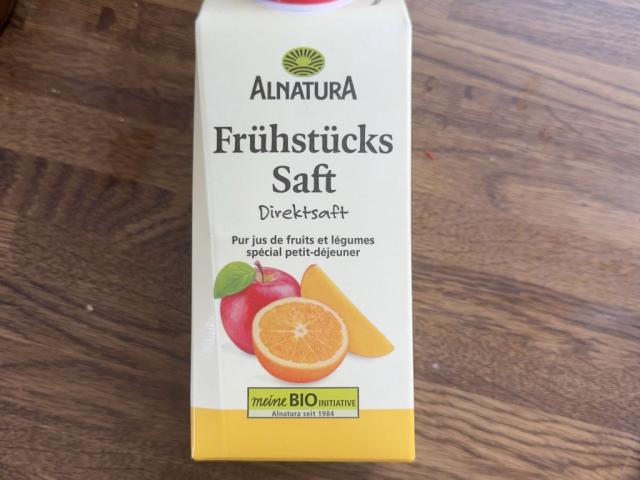 ALNATURA
Frühstücks
Saft
Direktsaft
Pur jus de fruits et légumes
spécial petit-déjeuner
meine BIO INITIATIVE
Alnatura seit 1984